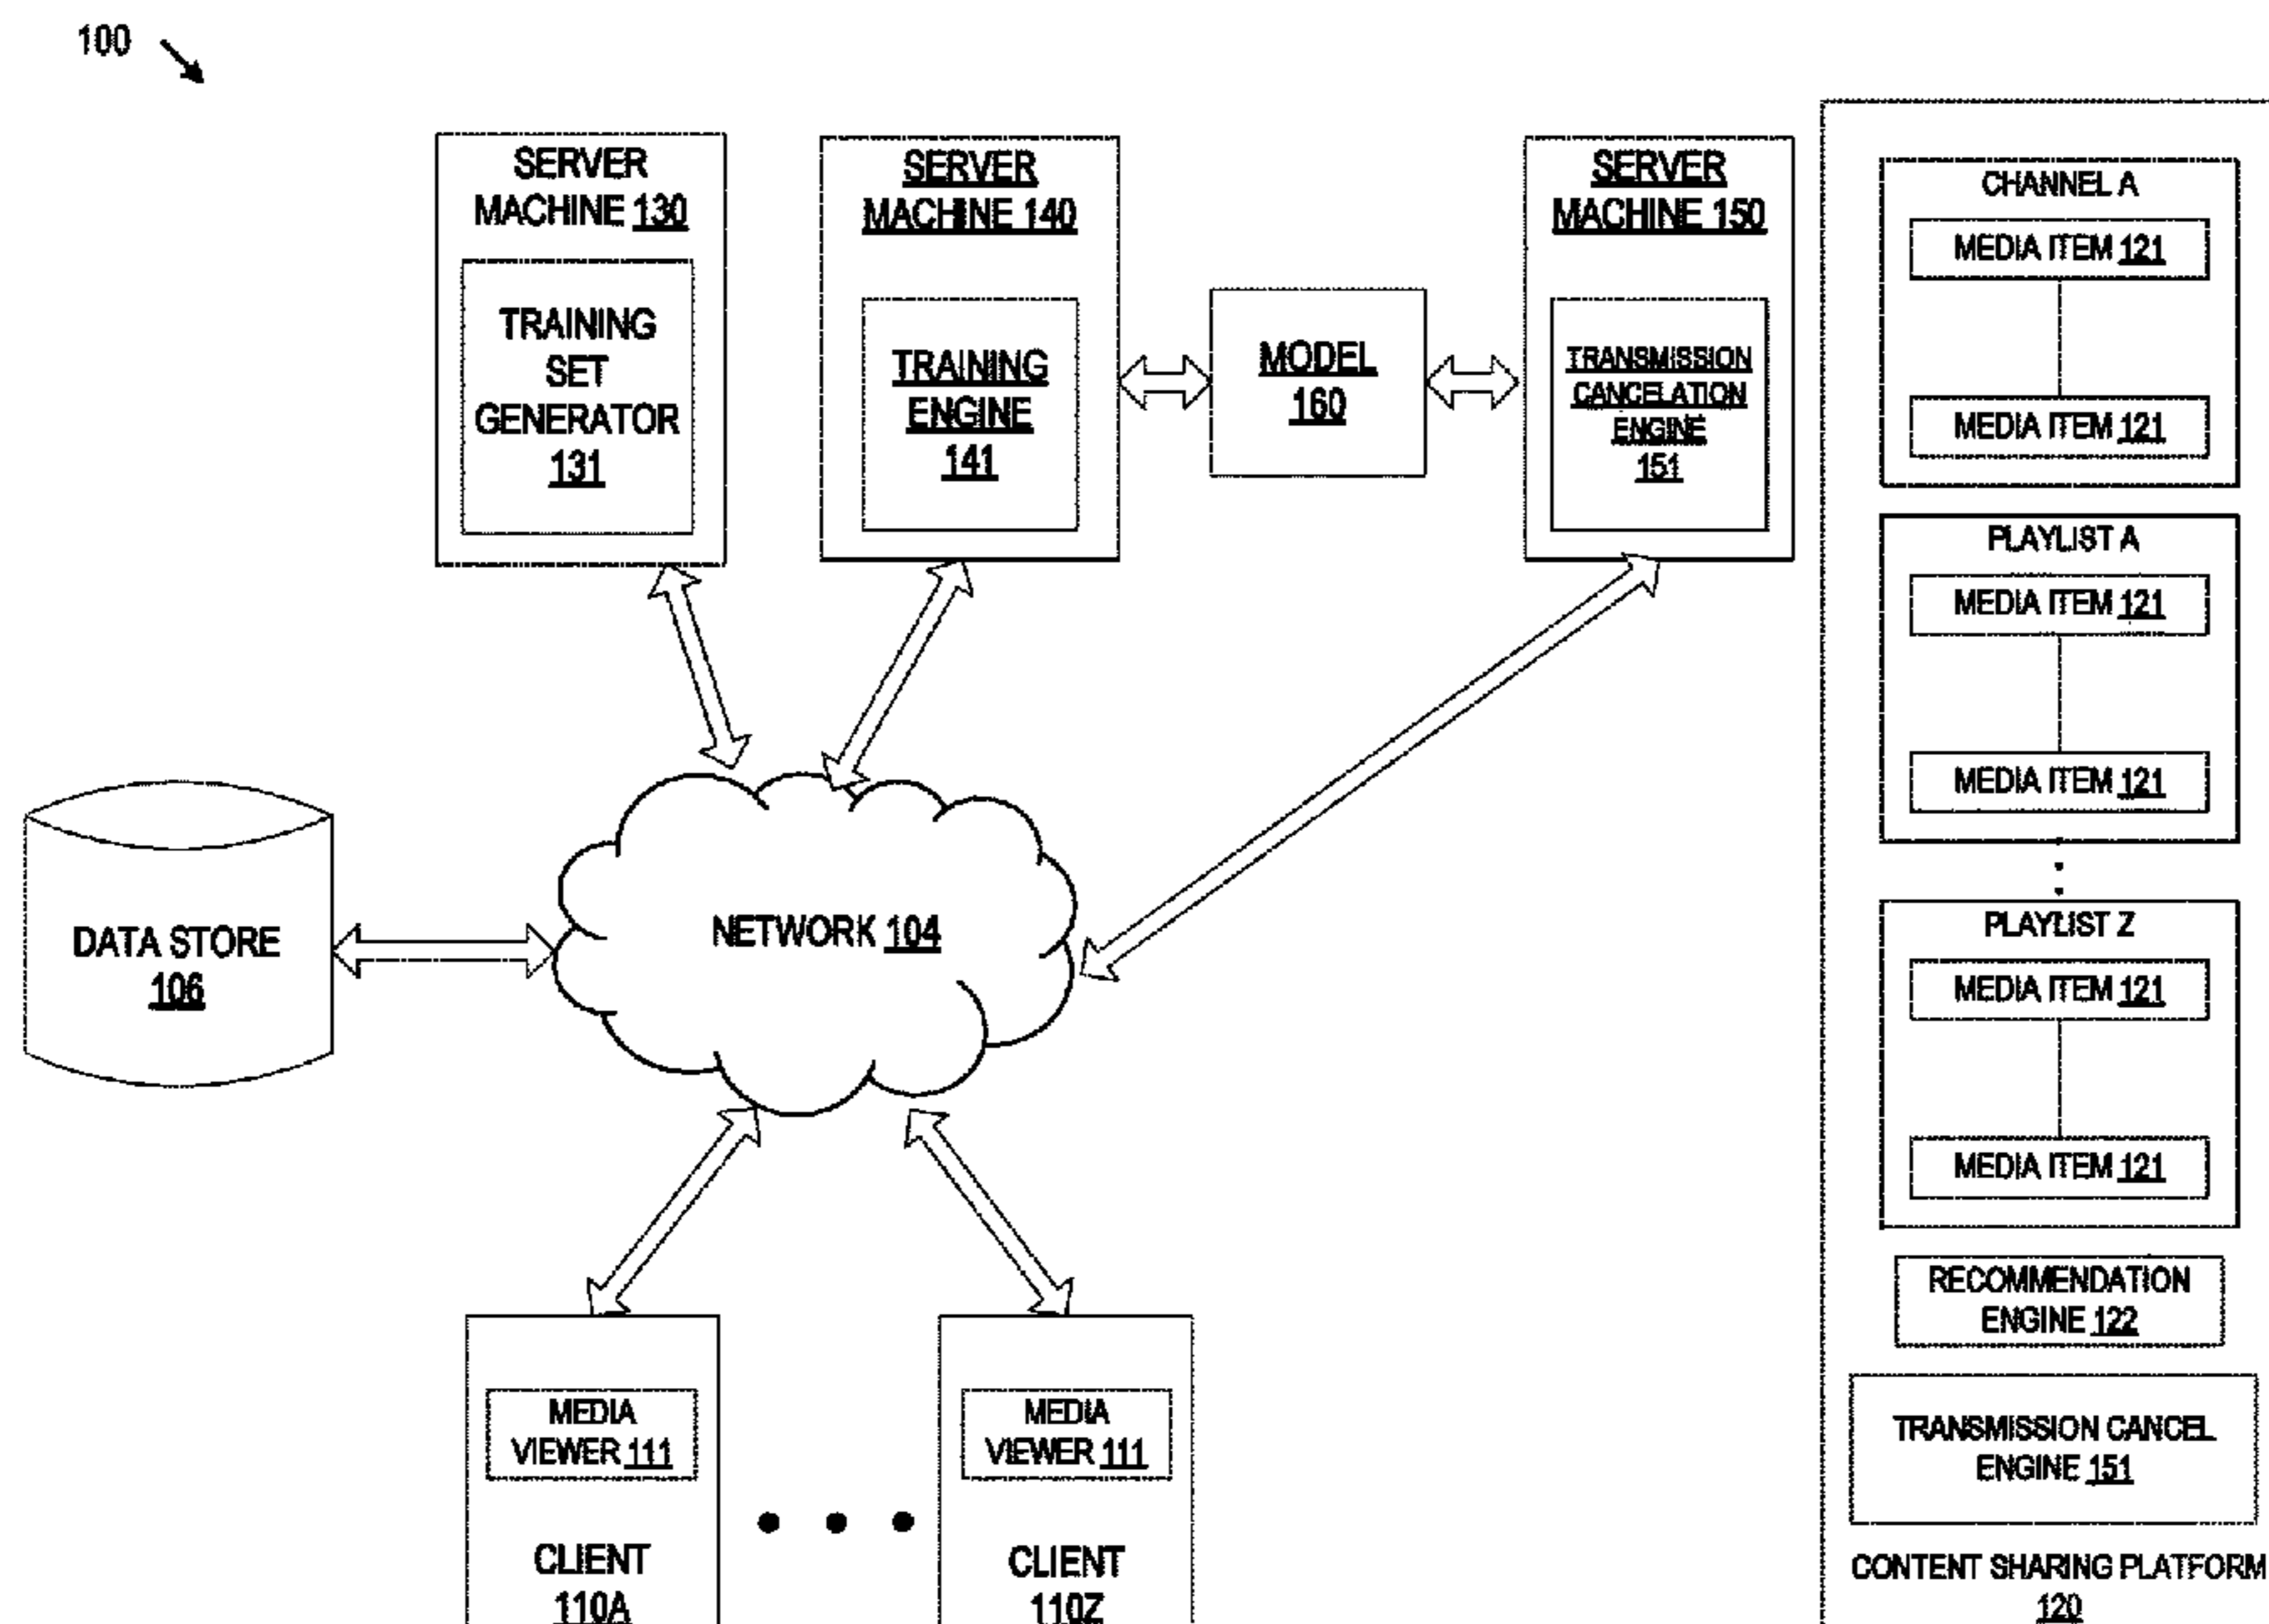 100
SERVER
MACHINE 130
TRAINING
SET
GENERATOR
131
SERVER
MACHINE 140
TRAINING
ENGINE
141
MODEL
160
SERVER
MACHINE 150
TRANSMISSION
CANCELATION
ENGINE
151
CHANNEL A
MEDIA ITEM 121
MEDIA ITEM 121
PLAYLIST A
MEDIA ITEM 121
MEDIA ITEM 121
PLAYLIST Z
MEDIA ITEM 121
MEDIA ITEM 121
RECOMMENDATION
ENGINE 122
TRANSMISSION CANCEL
ENGINE 151
CONTENT SHARING PLATFORM
120
DATA STORE
106
NETWORK 104
MEDIA
VIEWER 111
CLIENT
110A
MEDIA
VIEWER 111
CLIENT
110Z